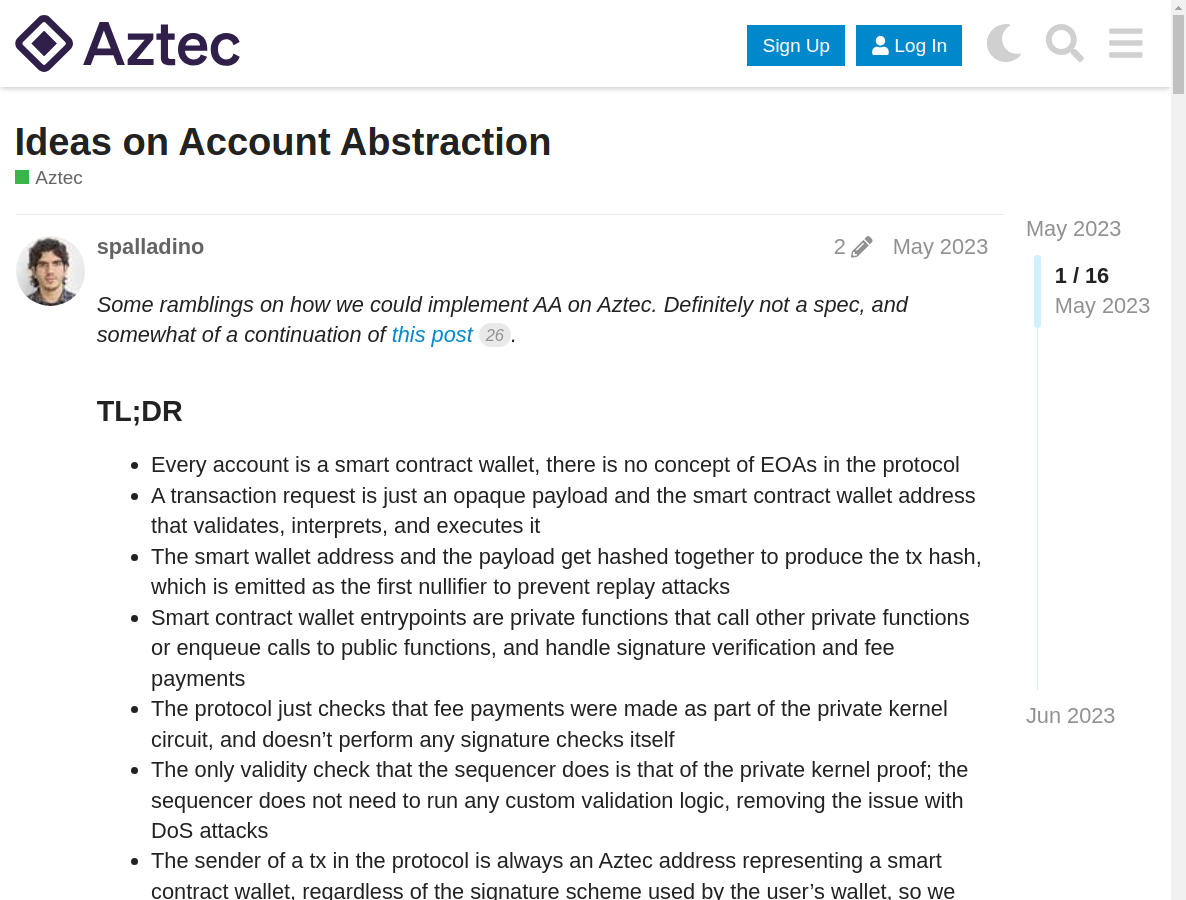 Aztec
Sign Up
Log In
Ideas on Account Abstraction
Aztec
spalladino
2
May 2023
Some ramblings on how we could implement AA on Aztec. Definitely not a spec, and
somewhat of a continuation of this post 26.
TL;DR
Every account is a smart contract wallet, there is no concept of EOAs in the protocol
A transaction request is just an opaque payload and the smart contract wallet address
that validates, interprets, and executes it
The smart wallet address and the payload get hashed together to produce the tx hash,
which is emitted as the first nullifier to prevent replay attacks
Smart contract wallet entrypoints are private functions that call other private functions
or enqueue calls to public functions, and handle signature verification and fee
payments
The protocol just checks that fee payments were made as part of the private kernel
circuit, and doesn’t perform any signature checks itself
The only validity check that the sequencer does is that of the private kernel proof; the
sequencer does not need to run any custom validation logic, removing the issue with
DoS attacks
The sender of a tx in the protocol is always an Aztec address representing a smart
contract wallet, regardless of the signature scheme used by the user’s wallet, so we
May 2023
1 / 16
May 2023
Jun 2023